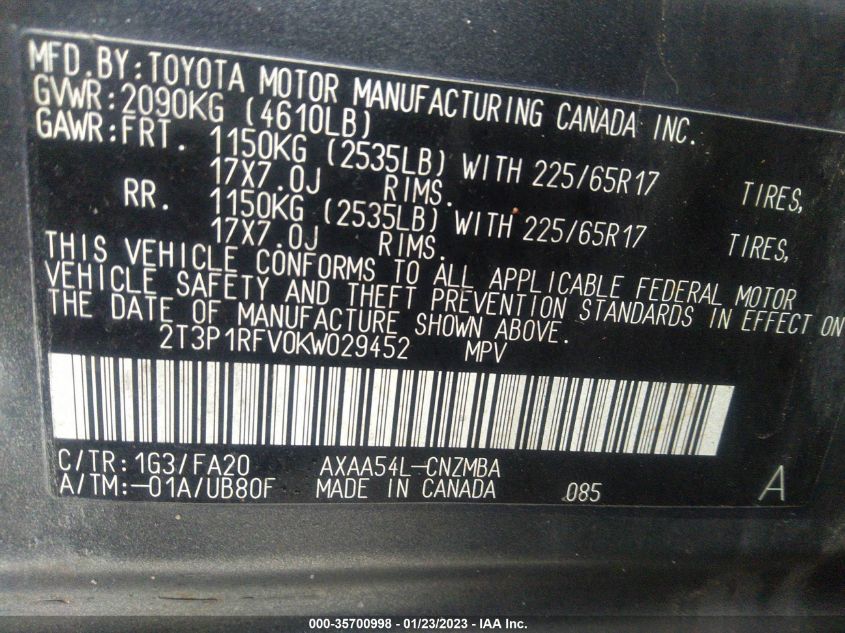 MFD.BY:TOYOTA MOTOR MANUFACTURING CANADA INC.
GVWR:2090KG (4610LB)
GAWR:FRT. 1150KG (2535LB) WITH 225/65R17 TIRES,
17X7.0J RIMS.
RR. 1150KG (2535LB) WITH 225/65R17 TIRES,
17X7.0J RIMS.
THIS VEHICLE CONFORMS TO ALL APPLICABLE FEDERAL MOTOR
VEHICLE SAFETY AND THEFT PREVENTION STANDARDS IN EFFECT ON
THE DATE OF MANUFACTURE SHOWN ABOVE.
2T3P1RFV0KW029452 MPV
C/TR:1G3/FA20 AXAA54L-CNZMBA
A/TM:-01A/UB80F MADE IN CANADA .085 A
000-35700998 — 01/23/2023 — IAA Inc.